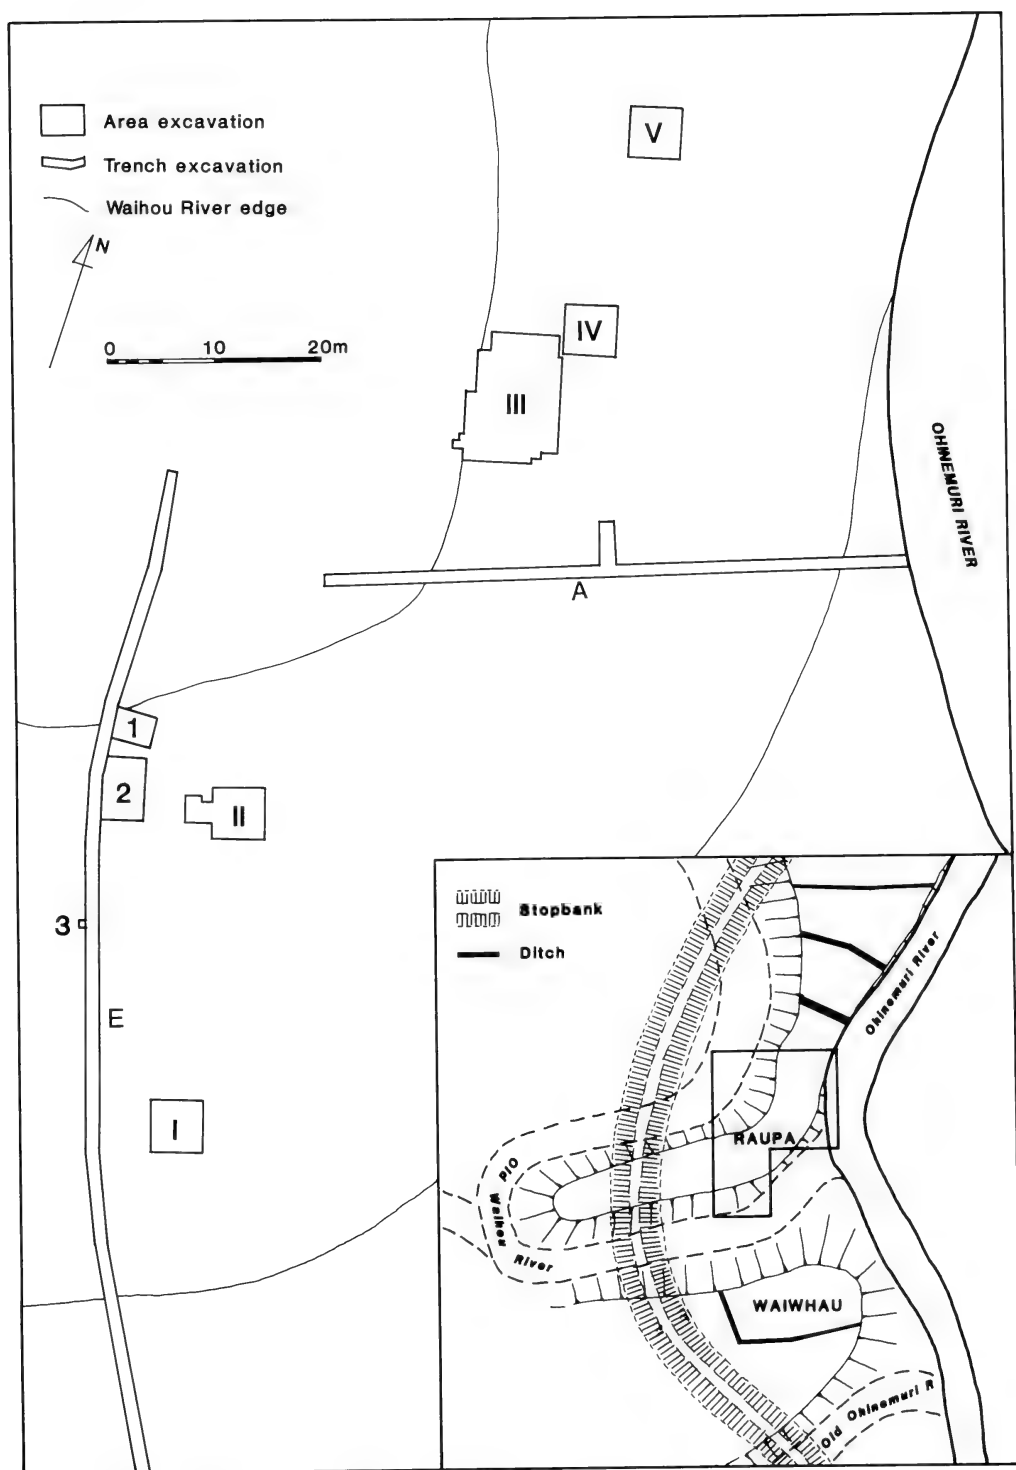 Area excavation
Trench excavation
Waihou River edge
N
0 10 20m
V
IV
III
OHINEMURI RIVER
A
1
2
II
3
E
I
Stopbank
Ditch
Ohinemuri River
RAUPA
Old
Waihou
River
WAIWHAU
Old Ohinemuri R